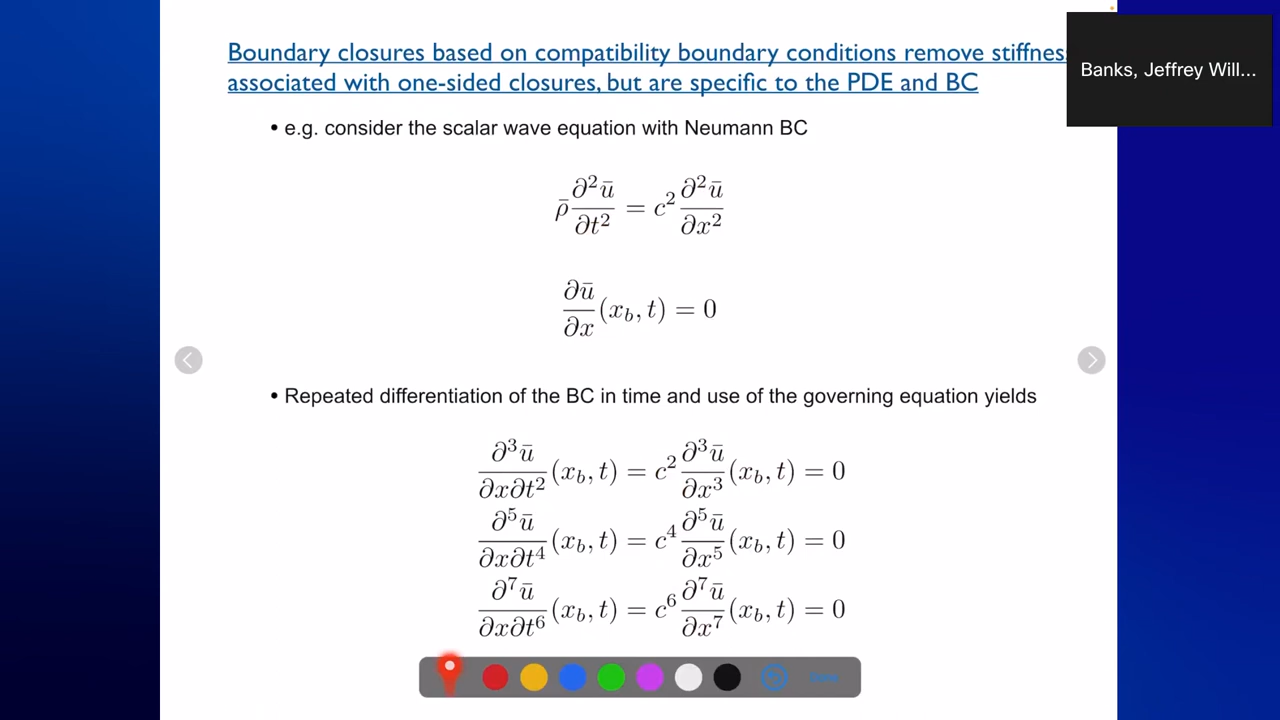 Boundary closures based on compatibility boundary conditions remove stiffness
associated with one-sided closures, but are specific to the PDE and BC
Banks, Jeffrey Will...
• e.g. consider the scalar wave equation with Neumann BC
ρ̄ ∂²ū/∂t² = c² ∂²ū/∂x²
∂ū/∂x (x_b, t) = 0
• Repeated differentiation of the BC in time and use of the governing equation yields
∂³ū/∂x∂t² (x_b, t) = c² ∂³ū/∂x³ (x_b, t) = 0
∂⁵ū/∂x∂t⁴ (x_b, t) = c⁴ ∂⁵ū/∂x⁵ (x_b, t) = 0
∂⁷ū/∂x∂t⁶ (x_b, t) = c⁶ ∂⁷ū/∂x⁷ (x_b, t) = 0